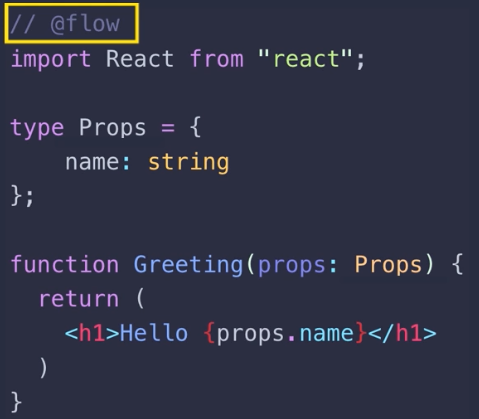 // @flow
import React from "react";
type Props = {
name: string
};
function Greeting(props: Props) {
return (
<h1>Hello {props.name}</h1>
)
}